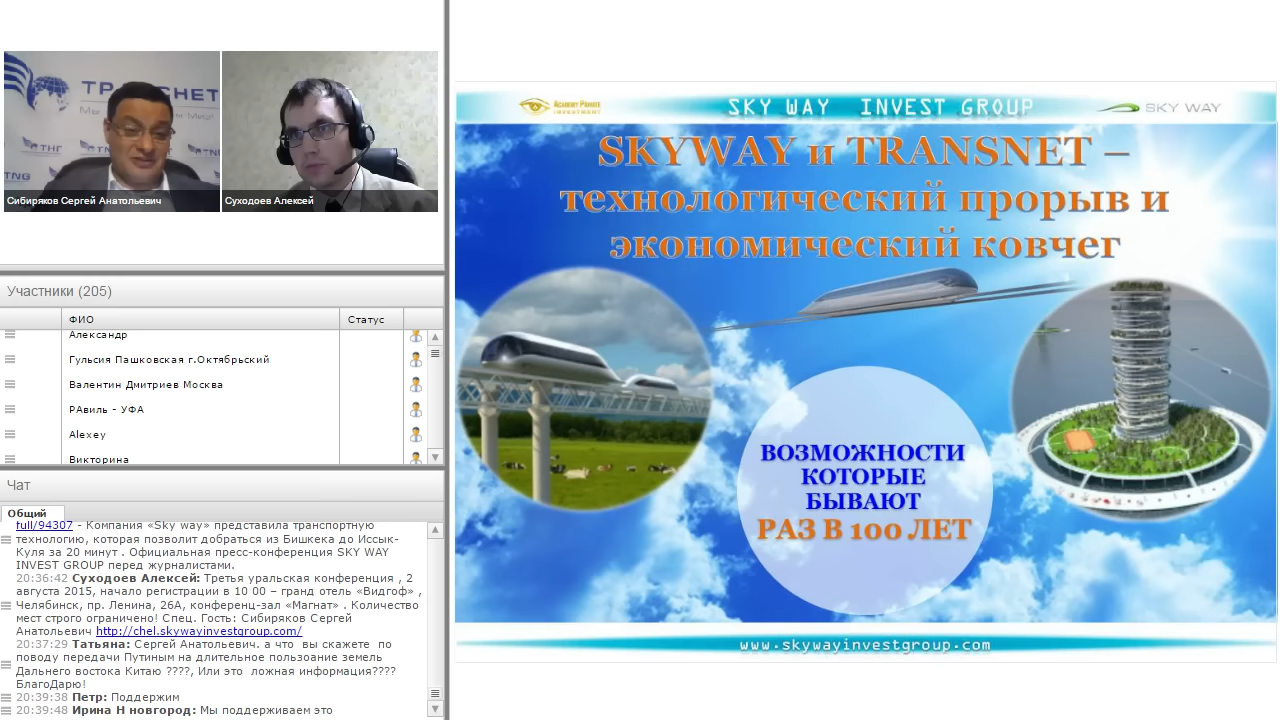 ТРАНСНЕТ
ТНГ
TNG
Сибиряков Сергей Анатольевич
Суходоев Алексей
Участники (205)
ФИО
Статус
Александр
Гульсия Пашковская г.Октябрьский
Валентин Дмитриев Москва
РАвиль - УФА
Alexey
Викторина
Чат
Общий
full/94307 - Компания «Sky way» представила транспортную
технологию, которая позволит добраться из Бишкека до Иссык-
Куля за 20 минут . Официальная пресс-конференция SKY WAY
INVEST GROUP перед журналистами.
20:36:42 Суходоев Алексей: Третья уральская конференция , 2
августа 2015, начало регистрации в 10 00 – гранд отель «Видгоф» ,
Челябинск, пр. Ленина, 26А, конференц-зал «Магнат» . Количество
мест строго ограничено! Спец. Гость: Сибиряков Сергей
Анатольевич http://chel.skywayinvestgroup.com/
20:37:29 Татьяна: Сергей Анатольевич. а что вы скажете по
поводу передачи Путиным на длительное пользоание земель
Дальнего востока Китаю ????, Или это ложная информация????
БлагоДарю!
20:39:38 Петр: Поддержим
20:39:48 Ирина Н новгород: Мы поддерживаем это
ACADEMY PRIVATE
INVESTMENT
SKY WAY INVEST GROUP
SKY WAY
SKYWAY и TRANSNET –
технологический прорыв и
экономический ковчег
ВОЗМОЖНОСТИ
КОТОРЫЕ
БЫВАЮТ
РАЗ В 100 ЛЕТ
www.skywayinvestgroup.com